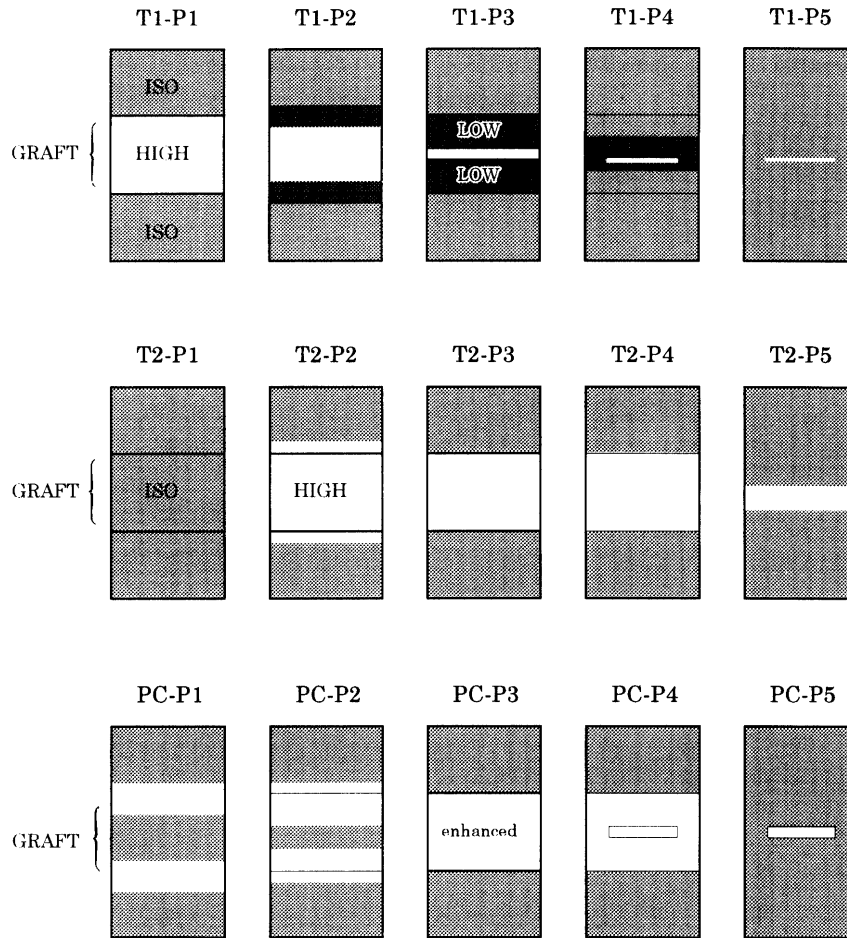 T1-P1 T1-P2 T1-P3 T1-P4 T1-P5
ISO
LOW
GRAFT HIGH
LOW
ISO
T2-P1 T2-P2 T2-P3 T2-P4 T2-P5
GRAFT ISO HIGH
PC-P1 PC-P2 PC-P3 PC-P4 PC-P5
GRAFT enhanced